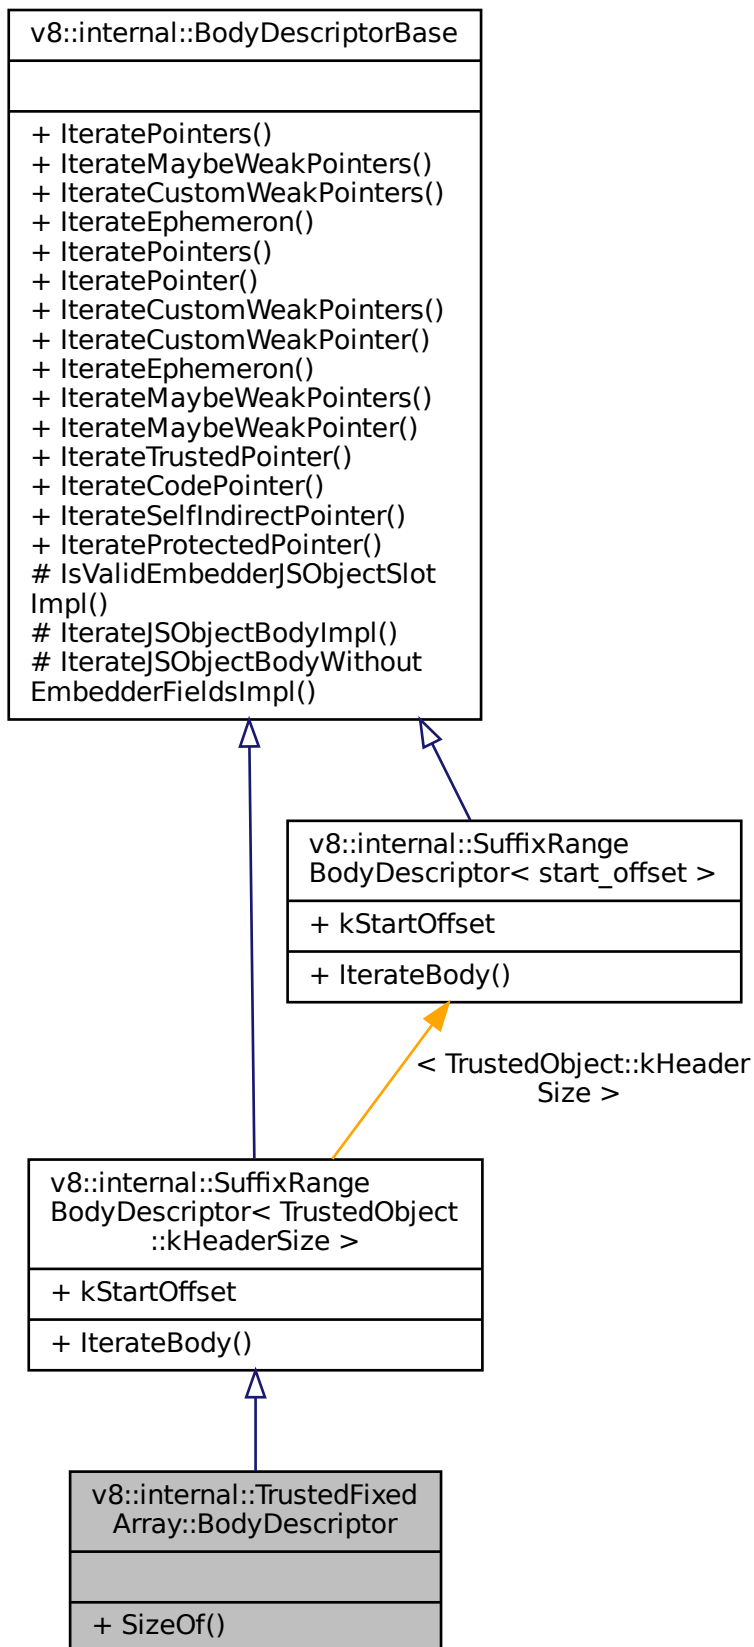 v8::internal::BodyDescriptorBase
+ IteratePointers()
+ IterateMaybeWeakPointers()
+ IterateCustomWeakPointers()
+ IterateEphemeron()
+ IteratePointers()
+ IteratePointer()
+ IterateCustomWeakPointers()
+ IterateCustomWeakPointer()
+ IterateEphemeron()
+ IterateMaybeWeakPointers()
+ IterateMaybeWeakPointer()
+ IterateTrustedPointer()
+ IterateCodePointer()
+ IterateSelfIndirectPointer()
+ IterateProtectedPointer()
# IsValidEmbedderJSObjectSlot
Impl()
# IterateJSObjectBodyImpl()
# IterateJSObjectBodyWithout
EmbedderFieldsImpl()
v8::internal::SuffixRange
BodyDescriptor< start_offset >
+ kStartOffset
+ IterateBody()
< TrustedObject::kHeader
Size >
v8::internal::SuffixRange
BodyDescriptor< TrustedObject
::kHeaderSize >
+ kStartOffset
+ IterateBody()
v8::internal::TrustedFixed
Array::BodyDescriptor
+ SizeOf()